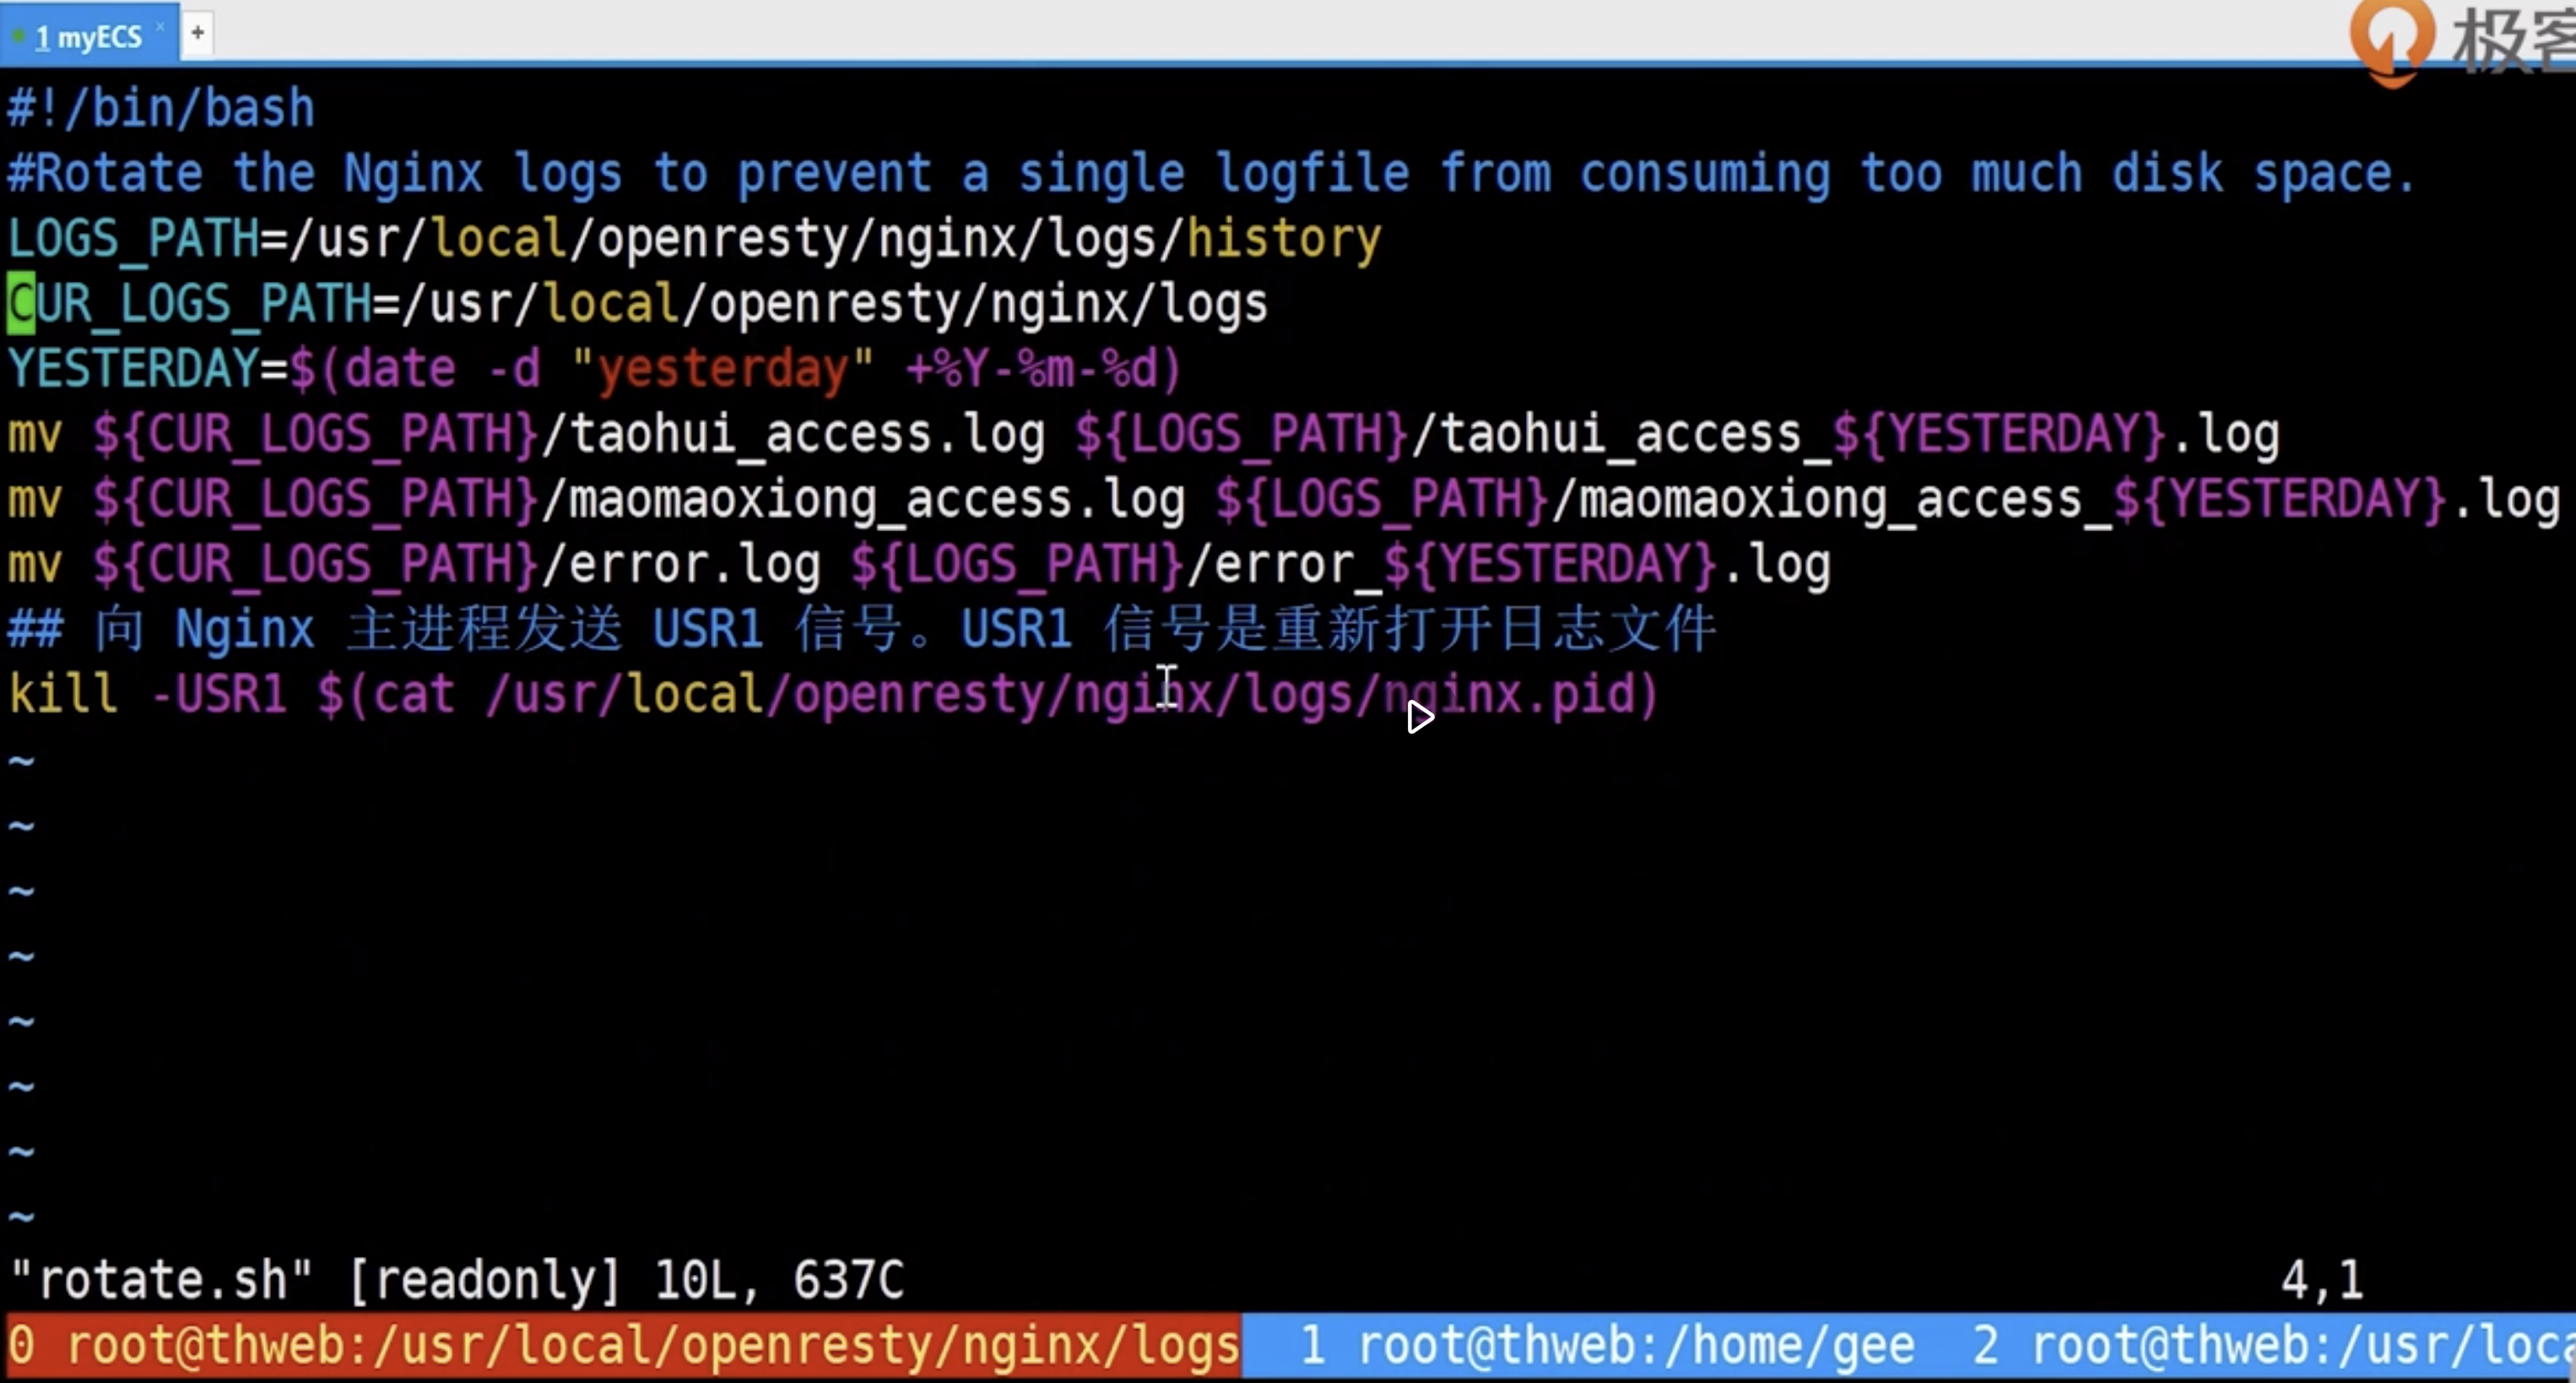 1 myECS × +
极客
#!/bin/bash
#Rotate the Nginx logs to prevent a single logfile from consuming too much disk space.
LOGS_PATH=/usr/local/openresty/nginx/logs/history
CUR_LOGS_PATH=/usr/local/openresty/nginx/logs
YESTERDAY=$(date -d "yesterday" +%Y-%m-%d)
mv ${CUR_LOGS_PATH}/taohui_access.log ${LOGS_PATH}/taohui_access_${YESTERDAY}.log
mv ${CUR_LOGS_PATH}/maomaoxiong_access.log ${LOGS_PATH}/maomaoxiong_access_${YESTERDAY}.log
mv ${CUR_LOGS_PATH}/error.log ${LOGS_PATH}/error_${YESTERDAY}.log
## 向 Nginx 主进程发送 USR1 信号。USR1 信号是重新打开日志文件
kill -USR1 $(cat /usr/local/openresty/nginx/logs/nginx.pid)
~
~
~
~
~
~
~
~
"rotate.sh" [readonly] 10L, 637C 4,1
0 root@thweb:/usr/local/openresty/nginx/logs 1 root@thweb:/home/gee 2 root@thweb:/usr/loca